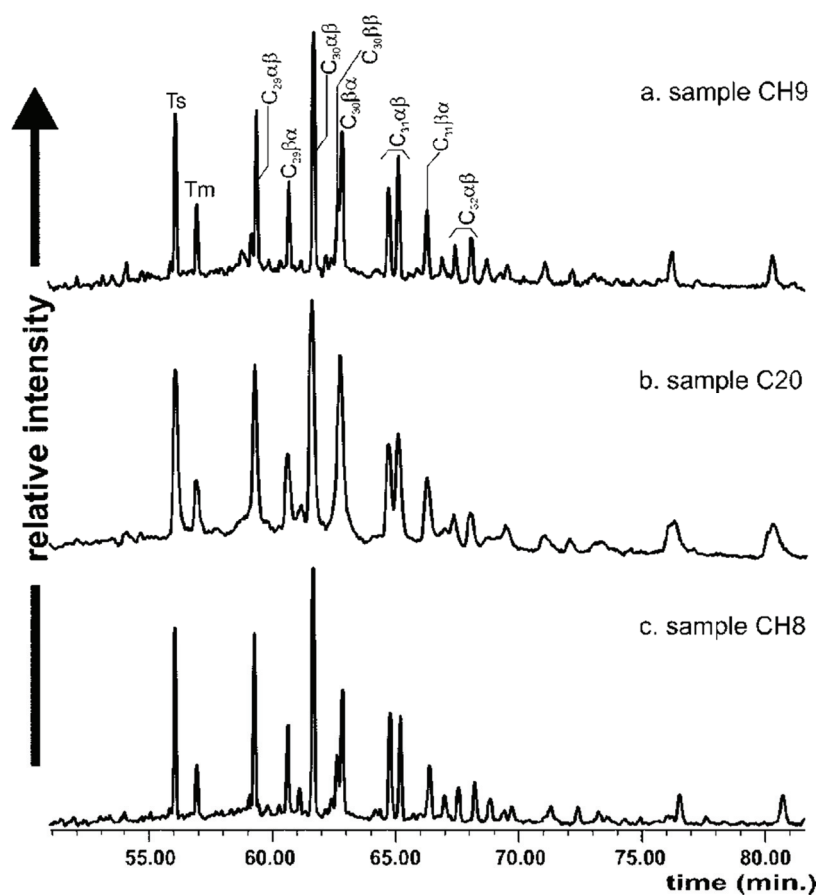 Ts
Tm
C₂₉αβ
C₂₉βα
C₃₀αβ
C₃₀ββ
C₃₀βα
C₃₁αβ
C₃₁βα
C₃₂αβ
a. sample CH9
b. sample C20
c. sample CH8
relative intensity
55.00 60.00 65.00 70.00 75.00 80.00
time (min.)